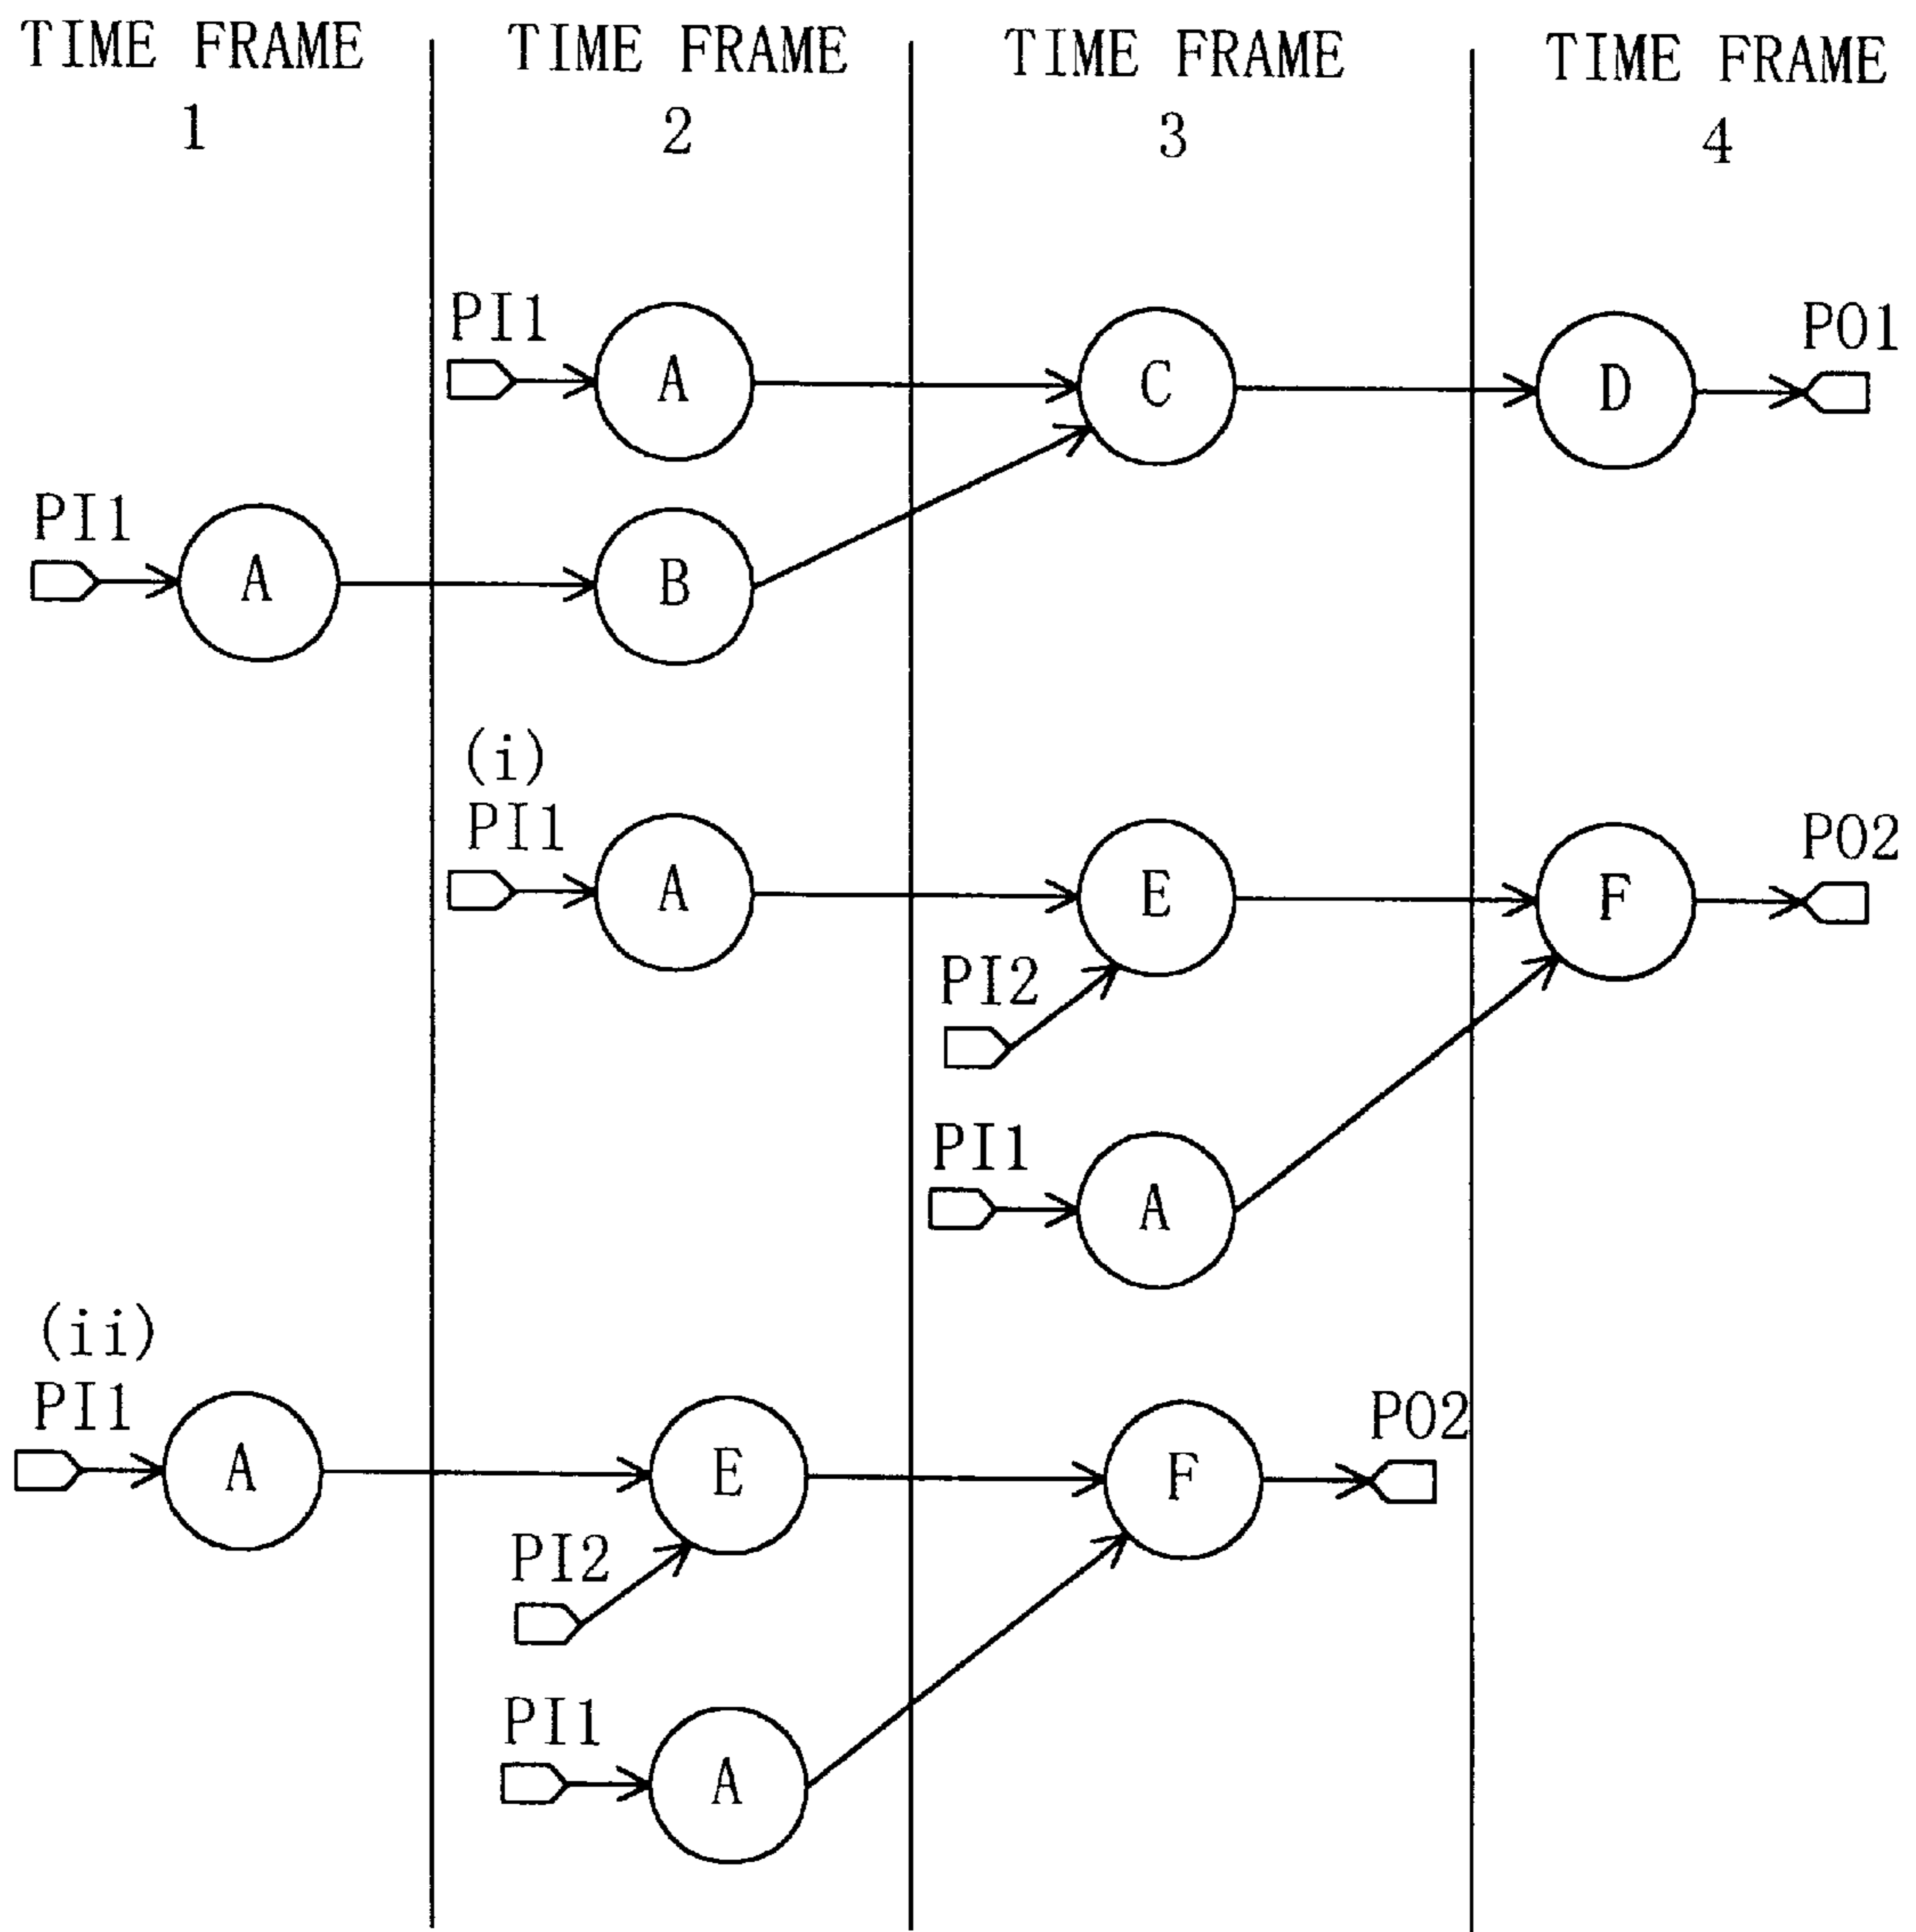 TIME FRAME TIME FRAME TIME FRAME TIME FRAME
1 2 3 4
PI1 PO1
A C D
PI1
A B
(i)
PI1 PO2
A E F
PI2
PI1
A
(ii)
PI1 PO2
A E F
PI2
PI1
A